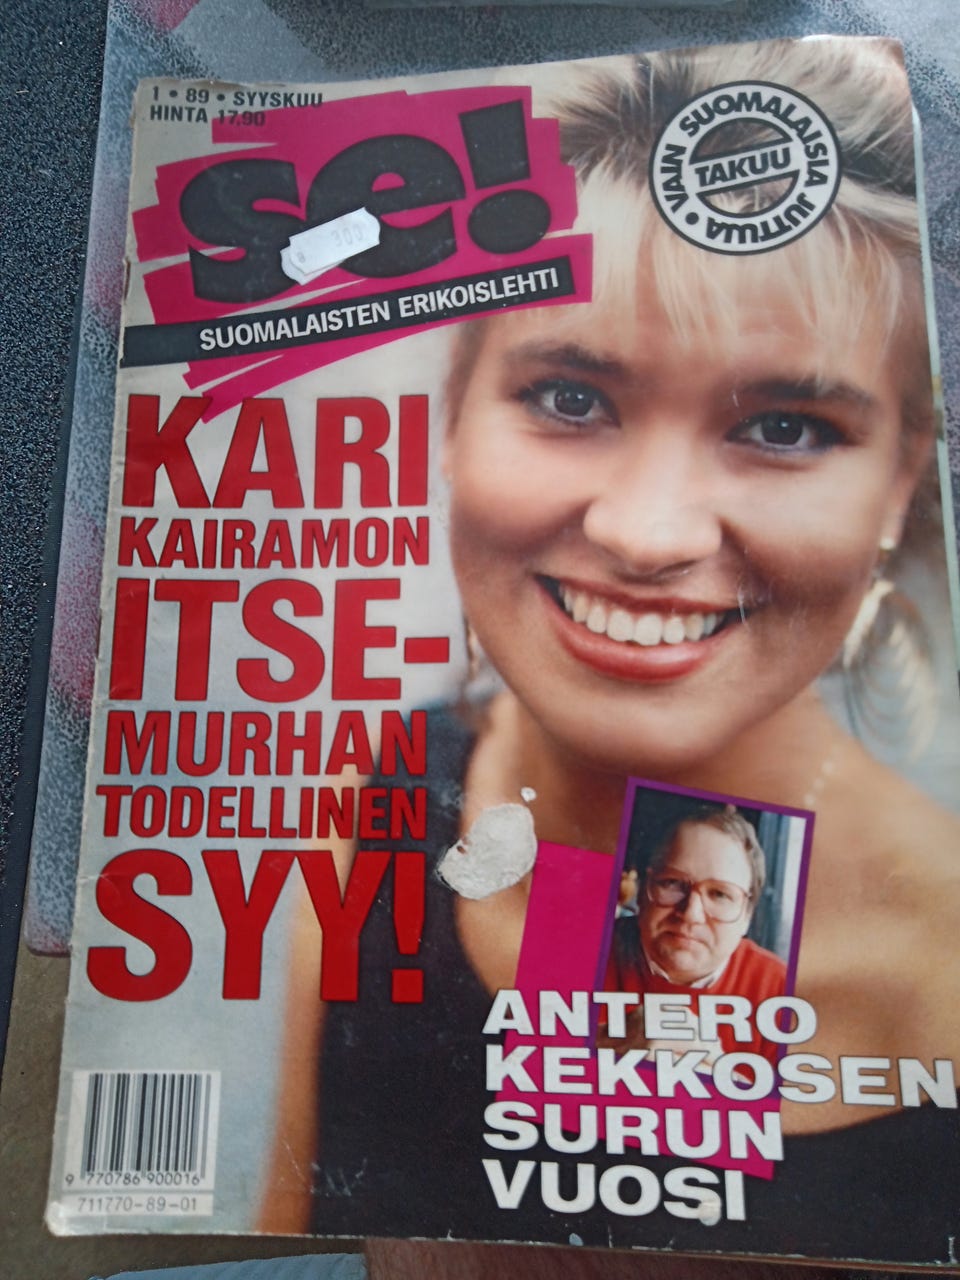 1 • 89 • SYYSKUU
HINTA 17,90
se!
300
SUOMALAISTEN ERIKOISLEHTI
• VAIN SUOMALAISIA JUTTUJA
TAKUU
KARI
KAIRAMON
ITSE-
MURHAN
TODELLINEN
SYY!
ANTERO
KEKKOSEN
SURUN
VUOSI
9 770786 900016
711770-89-01